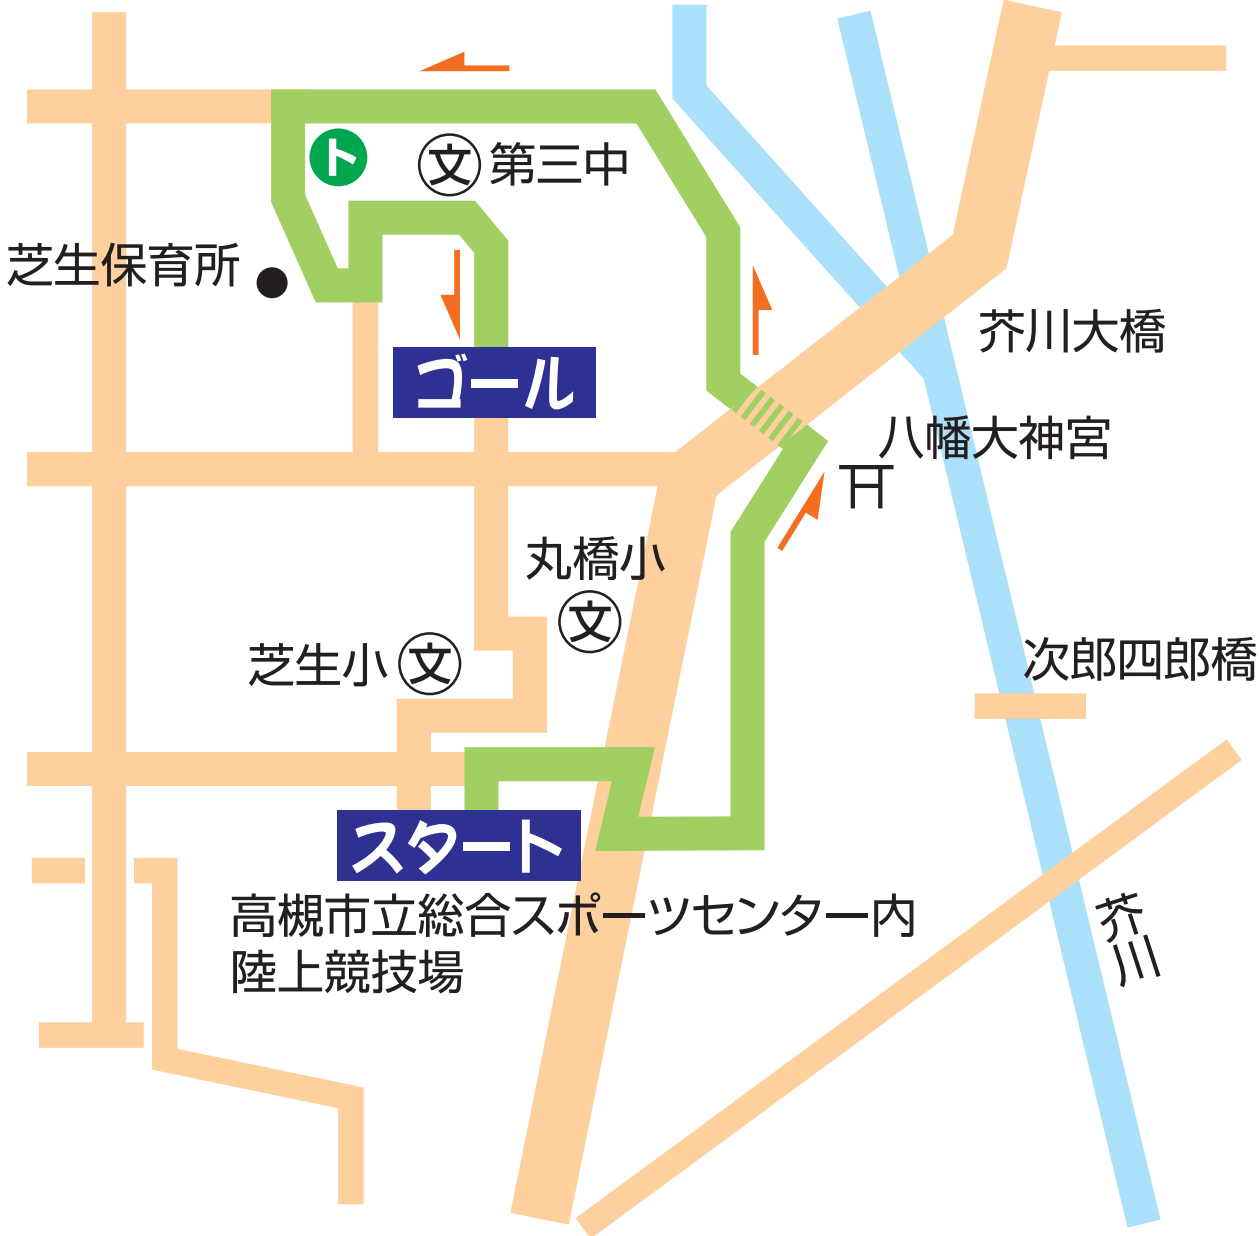 ト
文 第三中
芝生保育所
ゴール
芥川大橋
八幡大神宮
丸橋小
文
芝生小 文
次郎四郎橋
スタート
高槻市立総合スポーツセンター内
陸上競技場
芥川